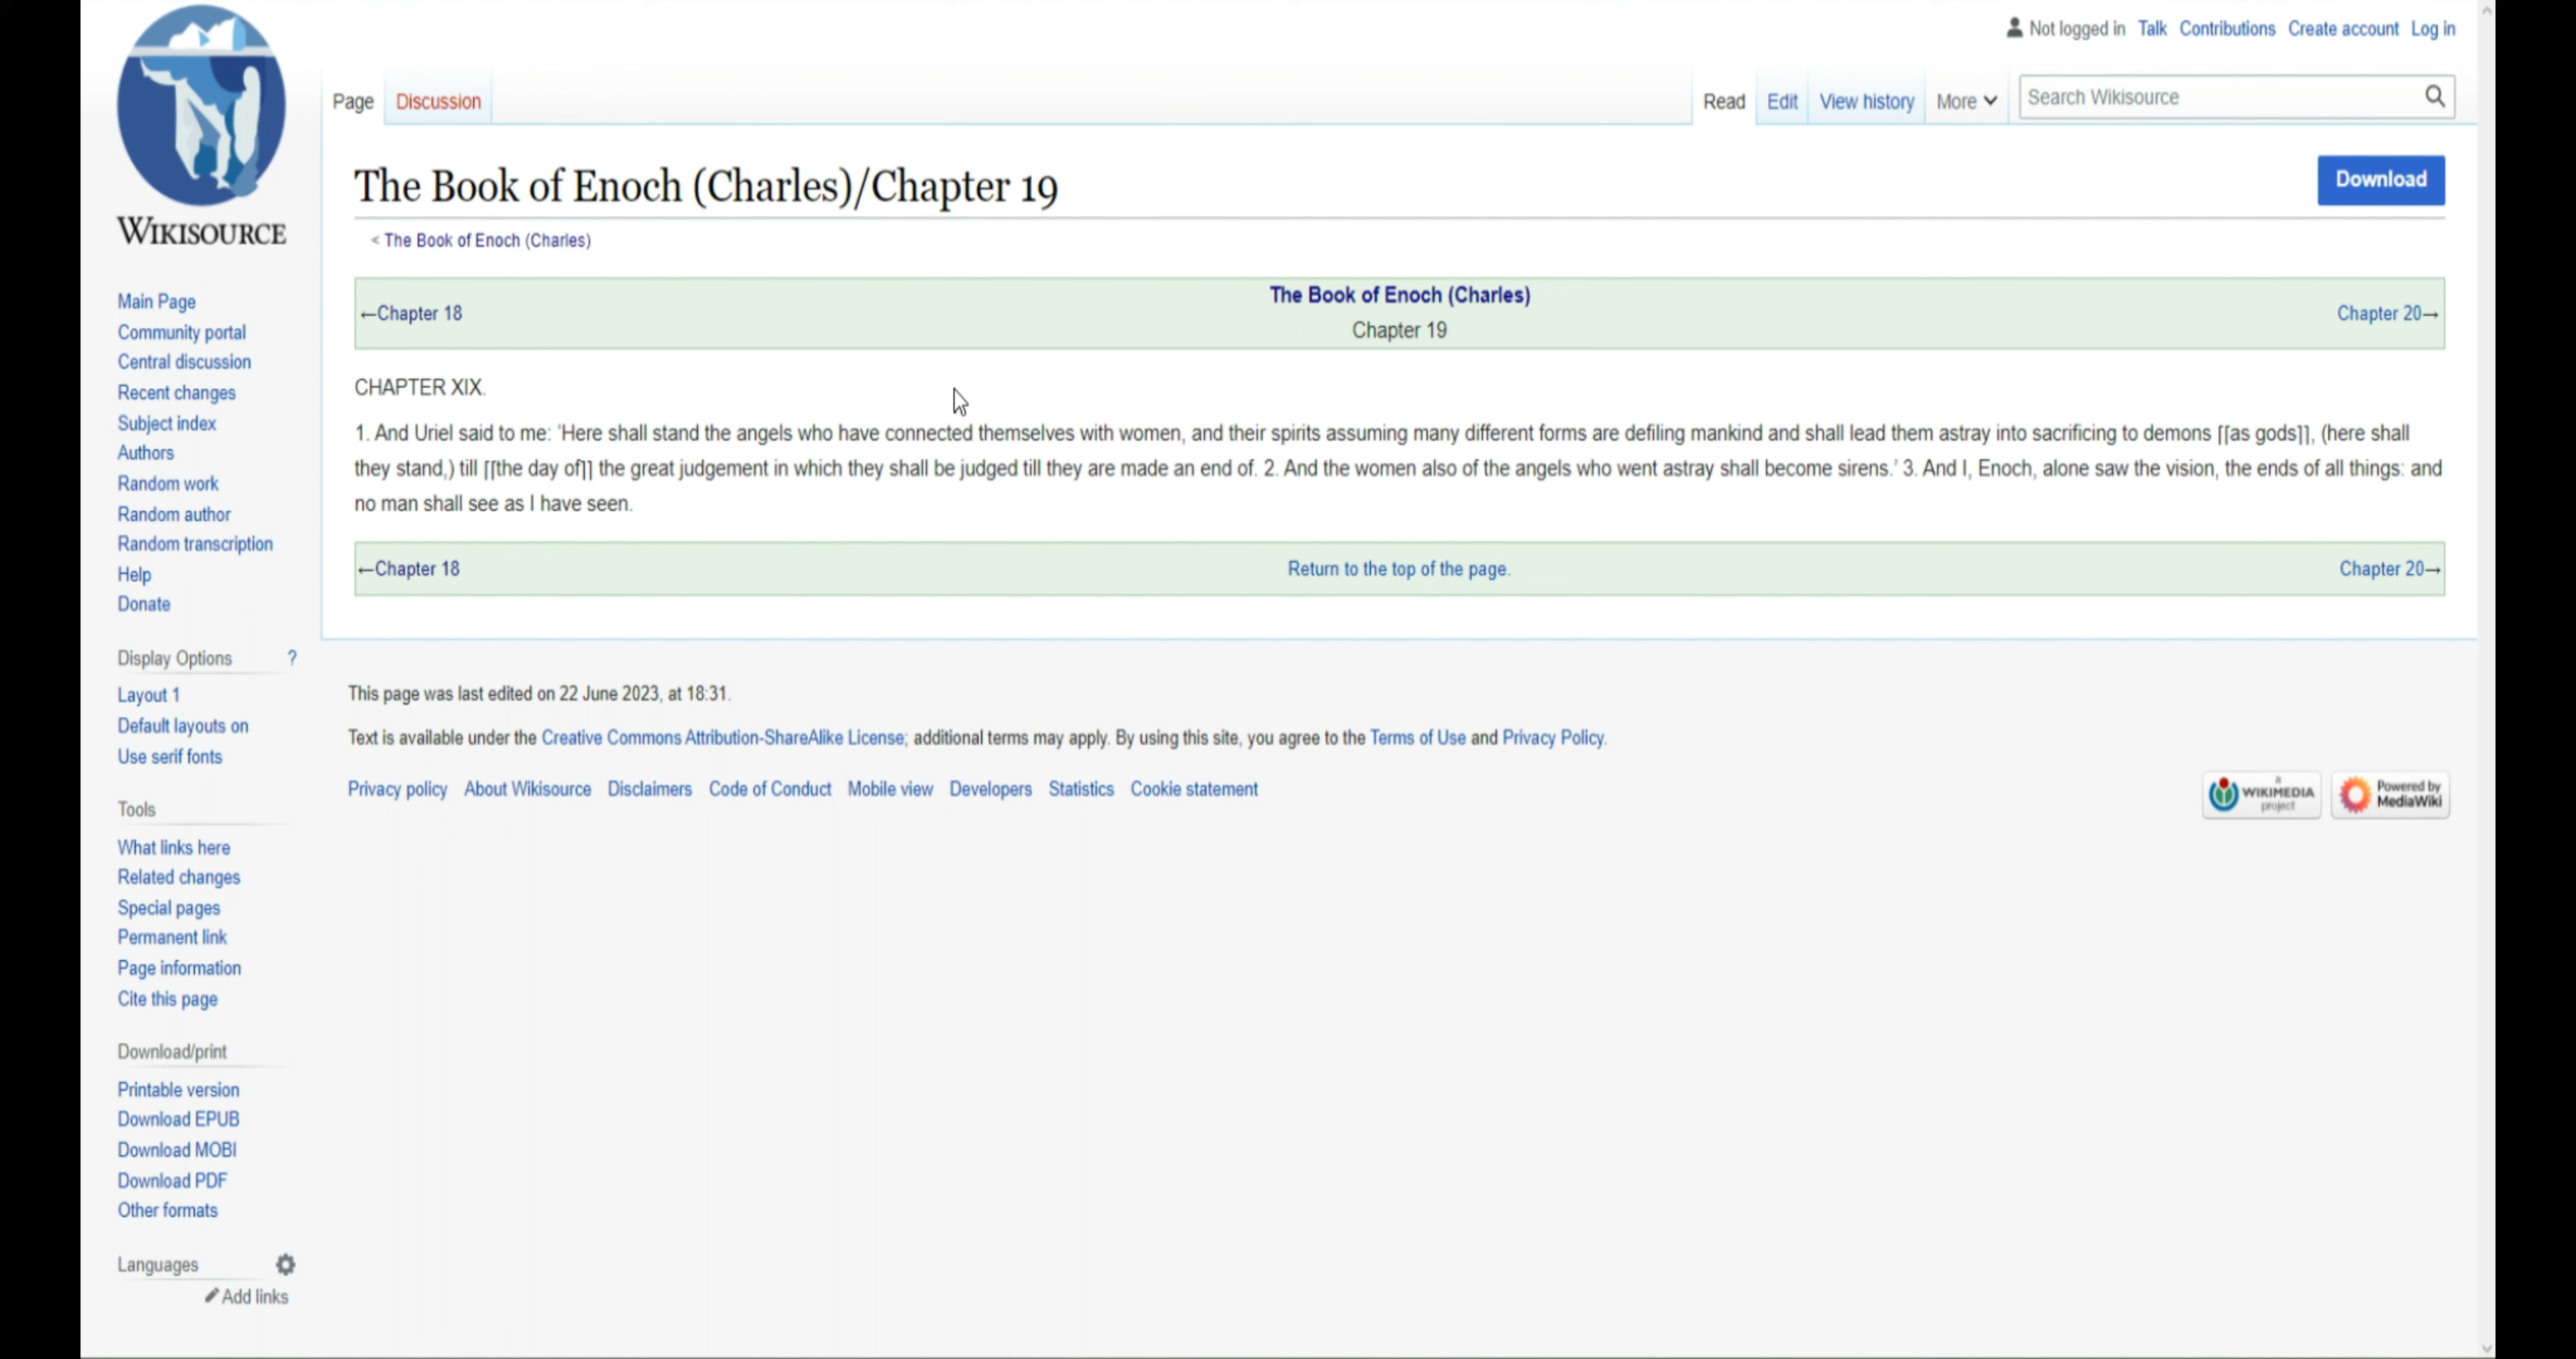 Not logged in Talk Contributions Create account Log in
Page Discussion Read Edit View history More Search Wikisource
WIKISOURCE
The Book of Enoch (Charles)/Chapter 19
Download
< The Book of Enoch (Charles)
←Chapter 18
The Book of Enoch (Charles)
Chapter 19
Chapter 20→
CHAPTER XIX.
1. And Uriel said to me: 'Here shall stand the angels who have connected themselves with women, and their spirits assuming many different forms are defiling mankind and shall lead them astray into sacrificing to demons [[as gods]], (here shall
they stand,) till [[the day of]] the great judgement in which they shall be judged till they are made an end of. 2. And the women also of the angels who went astray shall become sirens.' 3. And I, Enoch, alone saw the vision, the ends of all things: and
no man shall see as I have seen.
←Chapter 18 Return to the top of the page. Chapter 20→
Main Page
Community portal
Central discussion
Recent changes
Subject index
Authors
Random work
Random author
Random transcription
Help
Donate
Display Options ?
Layout 1
Default layouts on
Use serif fonts
Tools
What links here
Related changes
Special pages
Permanent link
Page information
Cite this page
Download/print
Printable version
Download EPUB
Download MOBI
Download PDF
Other formats
Languages
Add links
This page was last edited on 22 June 2023, at 18:31.
Text is available under the Creative Commons Attribution-ShareAlike License; additional terms may apply. By using this site, you agree to the Terms of Use and Privacy Policy.
Privacy policy About Wikisource Disclaimers Code of Conduct Mobile view Developers Statistics Cookie statement
a
WIKIMEDIA
project
Powered by
MediaWiki